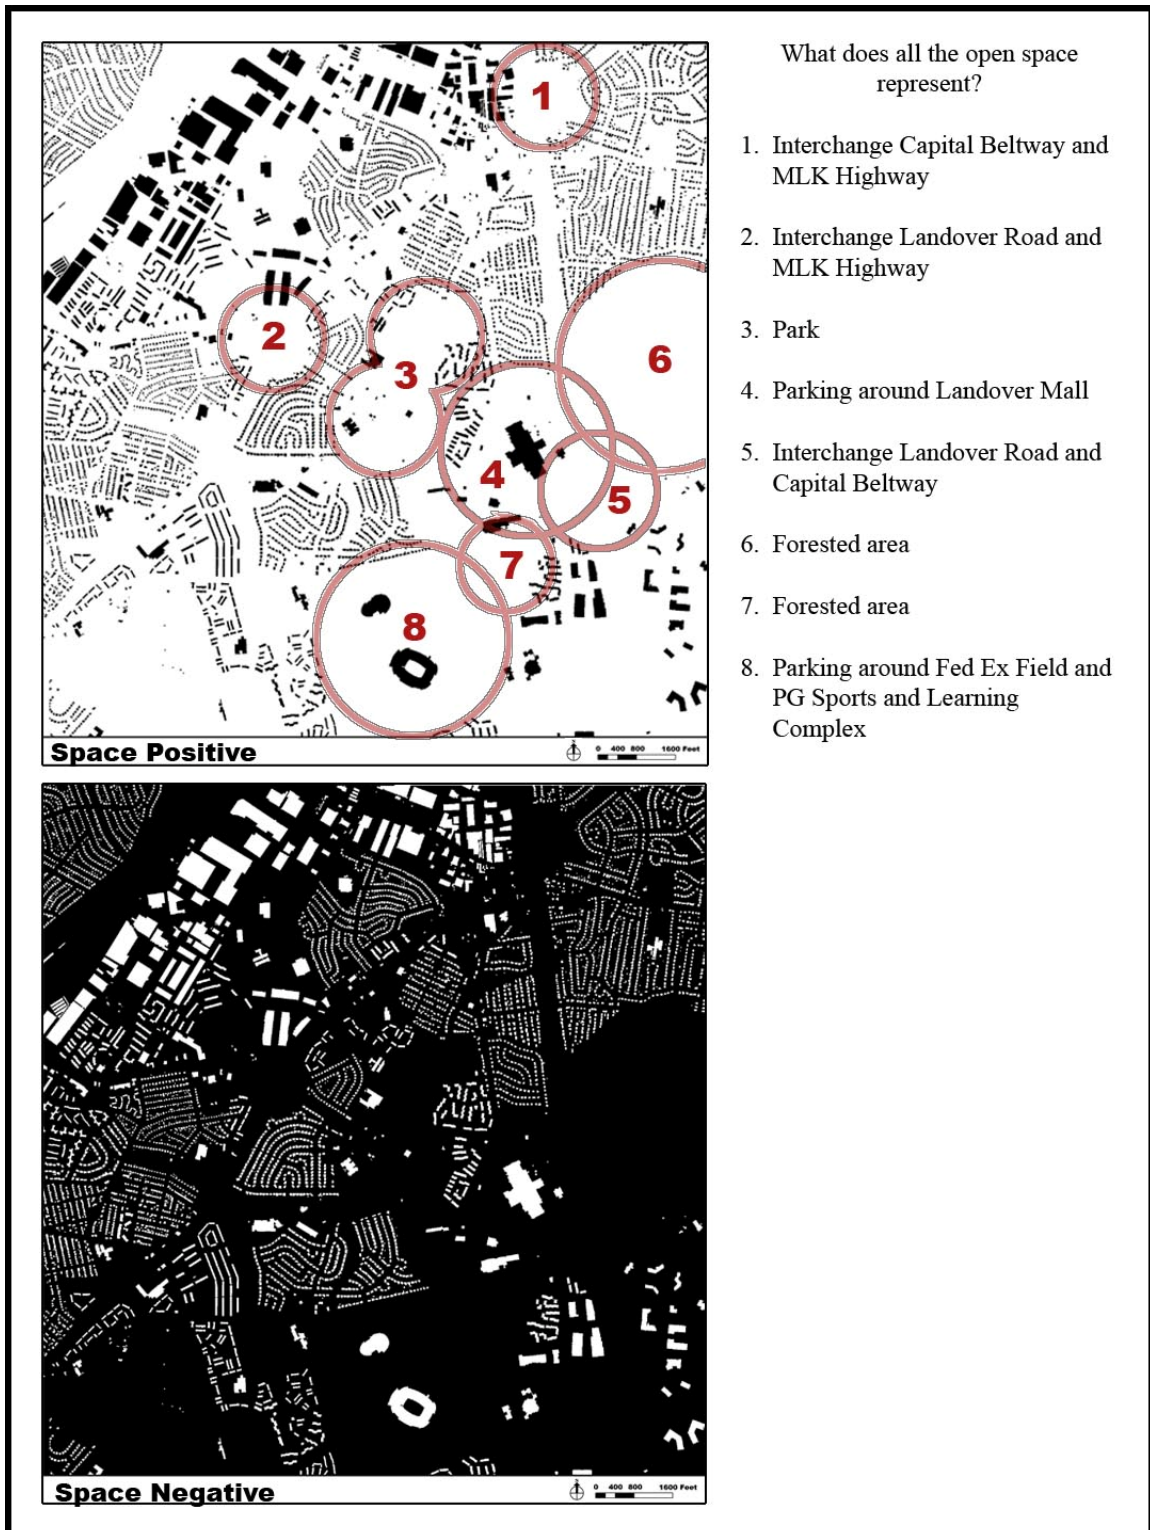 What does all the open space
represent?
1. Interchange Capital Beltway and
MLK Highway
2. Interchange Landover Road and
MLK Highway
3. Park
4. Parking around Landover Mall
5. Interchange Landover Road and
Capital Beltway
6. Forested area
7. Forested area
8. Parking around Fed Ex Field and
PG Sports and Learning
Complex
1
2
3
6
4
5
7
8
Space Positive
0 400 800 1600 Feet
Space Negative
0 400 800 1600 Feet